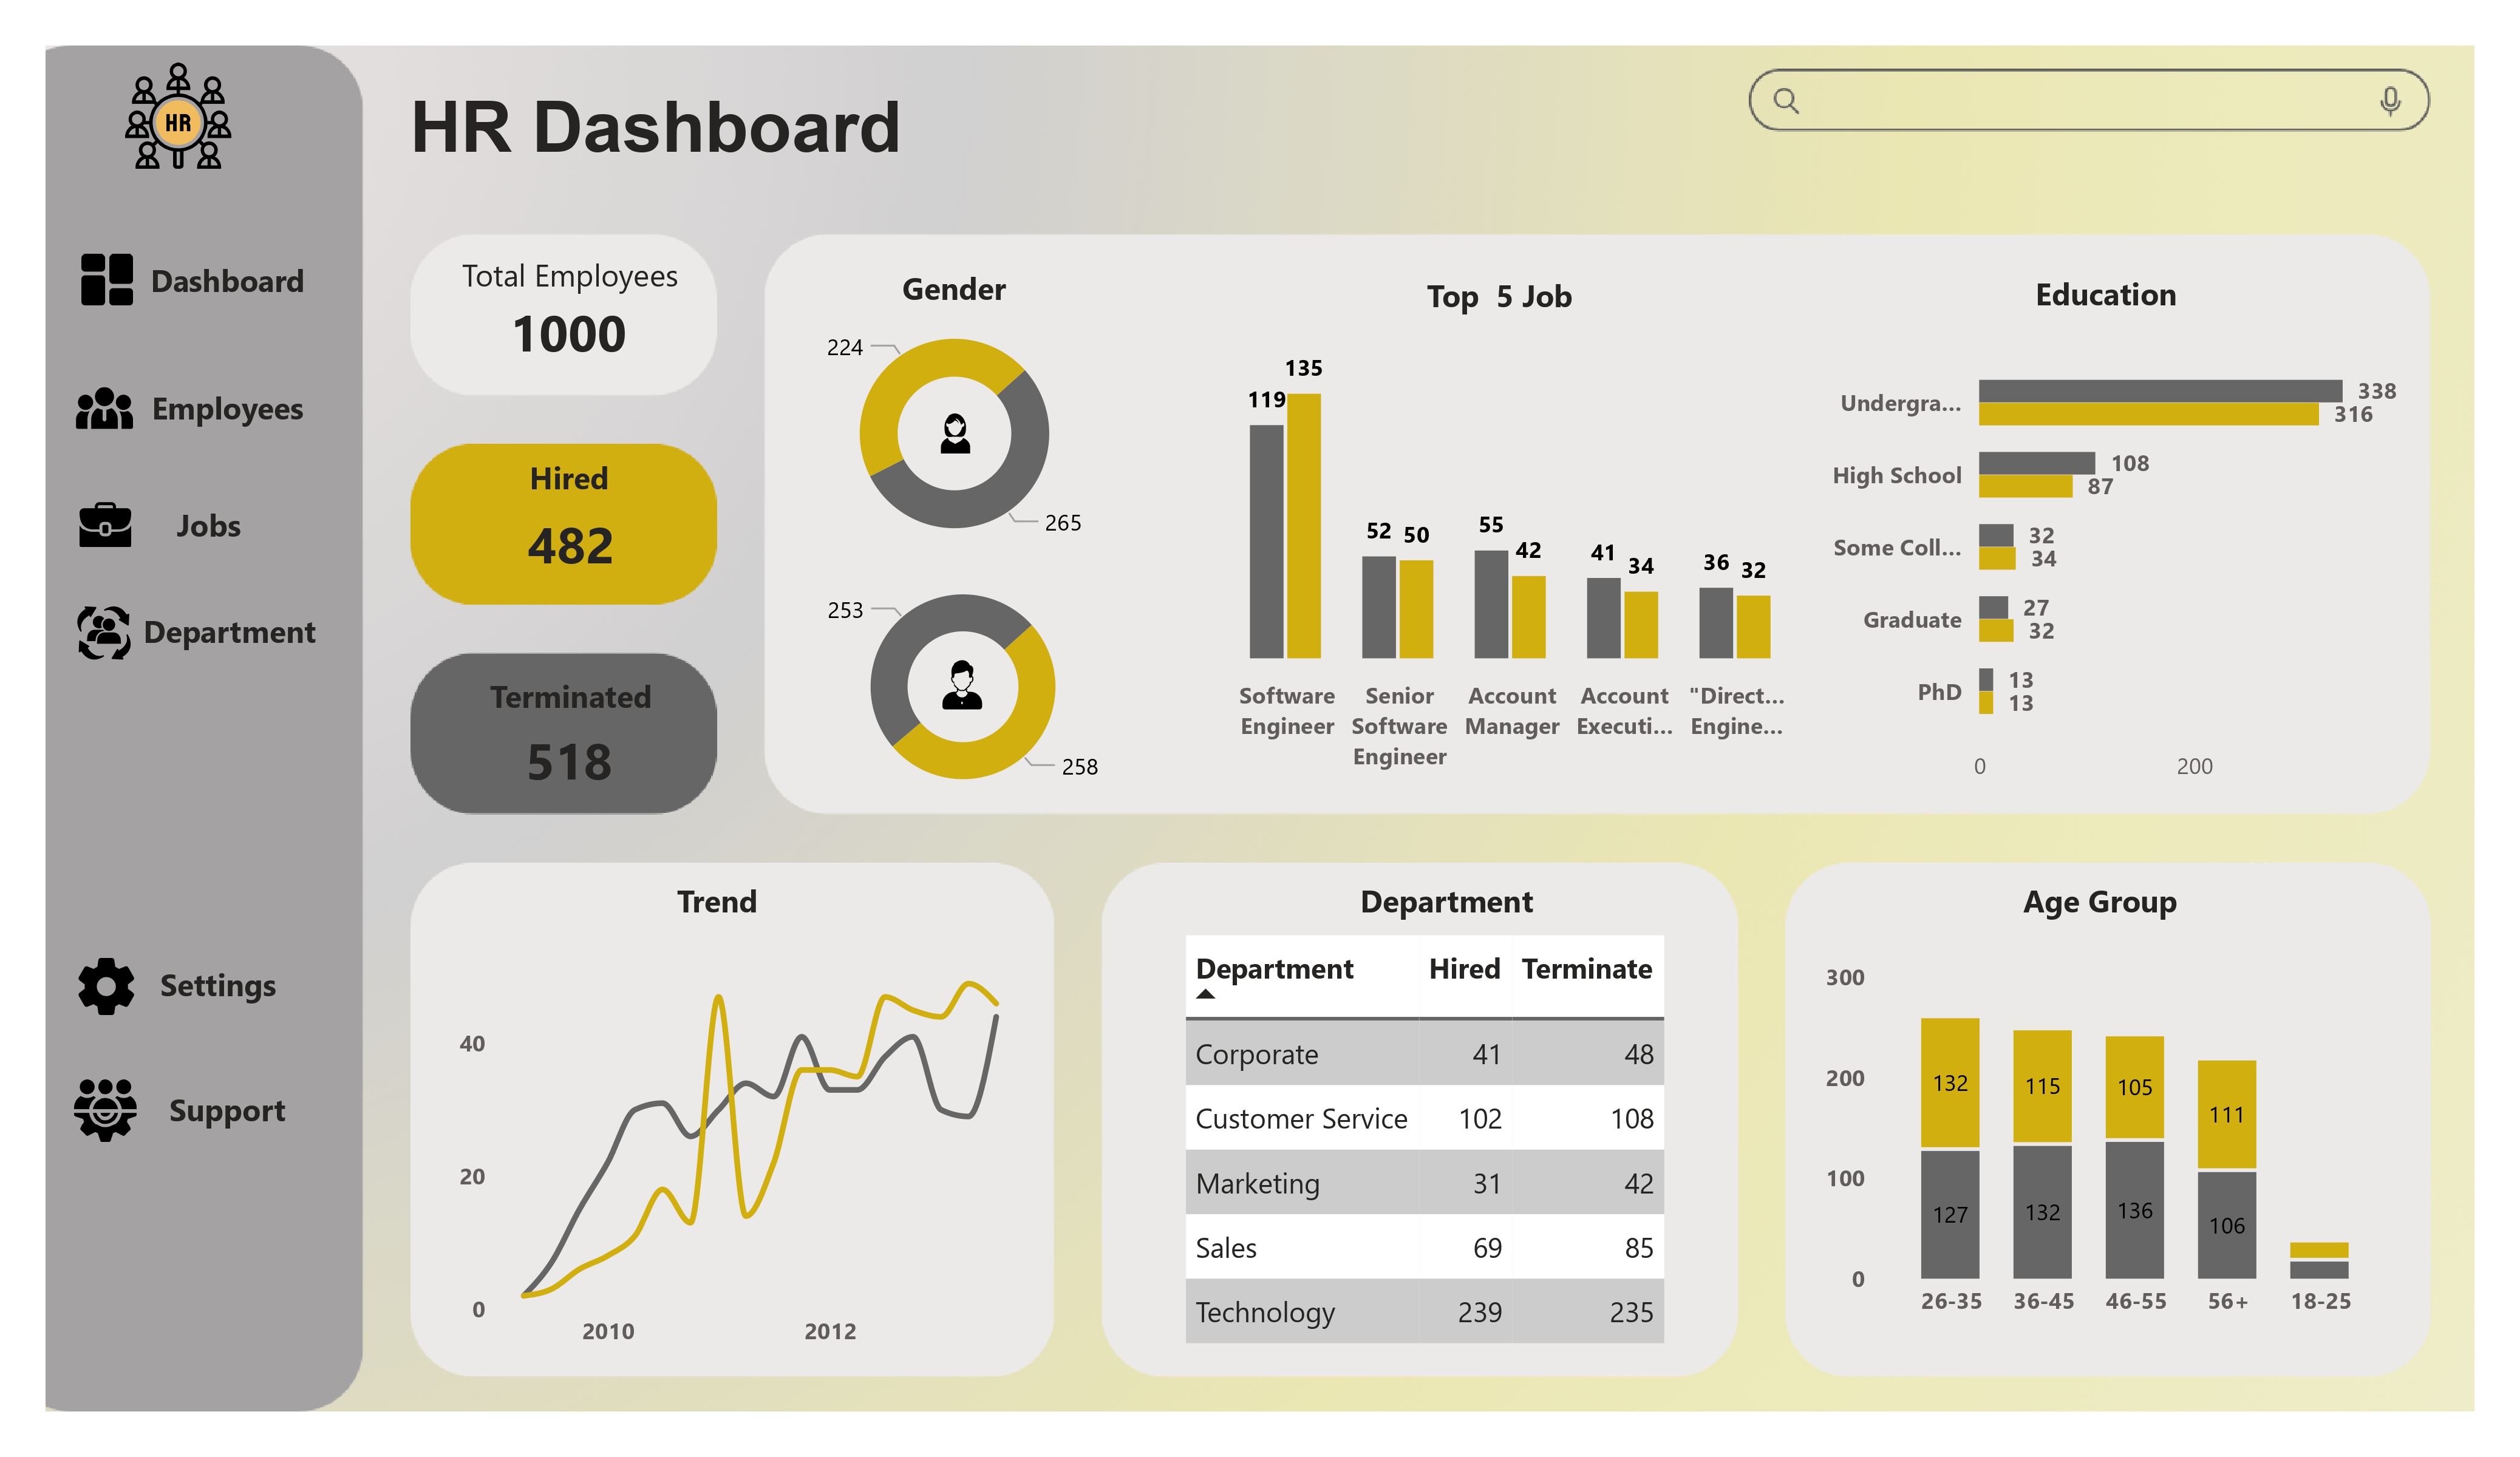 HR
HR Dashboard
Dashboard
Employees
Jobs
Department
Settings
Support
Total Employees
1000
Hired
482
Terminated
518
Gender
224
265
253
258
Top  5 Job
119
135
52
50
55
42
41
34
36
32
Software
Engineer
Senior
Software
Engineer
Account
Manager
Account
Executi...
"Direct...
Engine...
Education
Undergra...
338
316
High School
108
87
Some Coll...
32
34
Graduate
27
32
PhD
13
13
0
200
Trend
40
20
0
2010
2012
Department
Department Hired Terminate
Corporate 41 48
Customer Service 102 108
Marketing 31 42
Sales 69 85
Technology 239 235
Age Group
300
200
100
0
132
115
105
111
127
132
136
106
26-35
36-45
46-55
56+
18-25